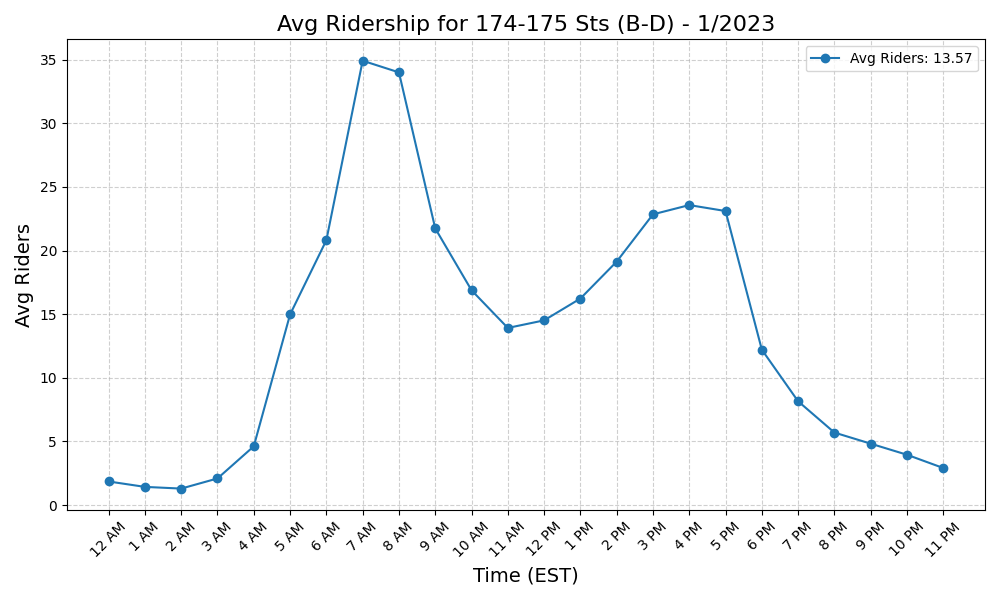 Avg Ridership for 174-175 Sts (B-D) - 1/2023
Avg Riders: 13.57
35
30
25
20
15
10
5
0
Avg Riders
12 AM
1 AM
2 AM
3 AM
4 AM
5 AM
6 AM
7 AM
8 AM
9 AM
10 AM
11 AM
12 PM
1 PM
2 PM
3 PM
4 PM
5 PM
6 PM
7 PM
8 PM
9 PM
10 PM
11 PM
Time (EST)